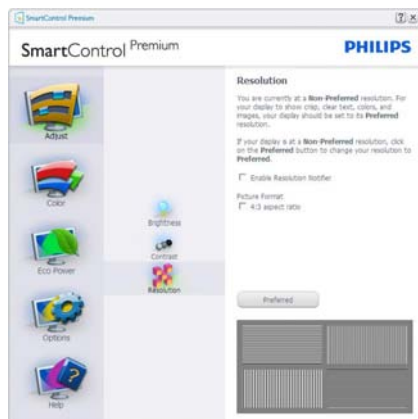 SmartControl Premium
SmartControl Premium
PHILIPS
Adjust
Color
Eco Power
Options
Help
Brightness
Contrast
Resolution
Resolution
You are currently at a Non-Preferred resolution. For
your display to show crisp, clear text, colors, and
images, your display should be set to its Preferred
resolution.
If your display is at a Non-Preferred resolution, click
on the Preferred button to change your resolution to
Preferred.
Enable Resolution Notifier
Picture Format
4:3 aspect ratio
Preferred